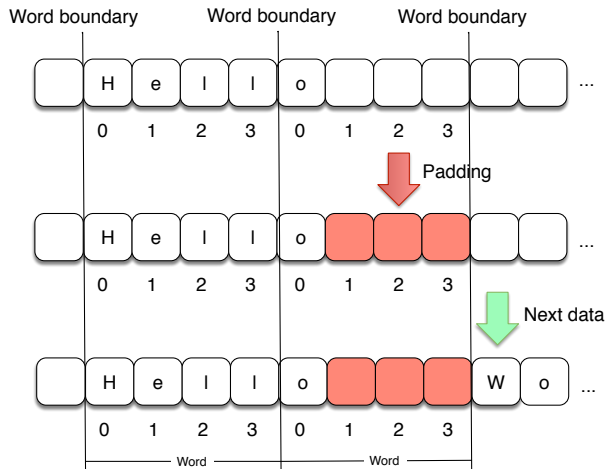 Word boundary Word boundary Word boundary
H e l l o ...
0 1 2 3 0 1 2 3
Padding
H e l l o ...
0 1 2 3 0 1 2 3
Next data
H e l l o W o ...
0 1 2 3 0 1 2 3
Word Word